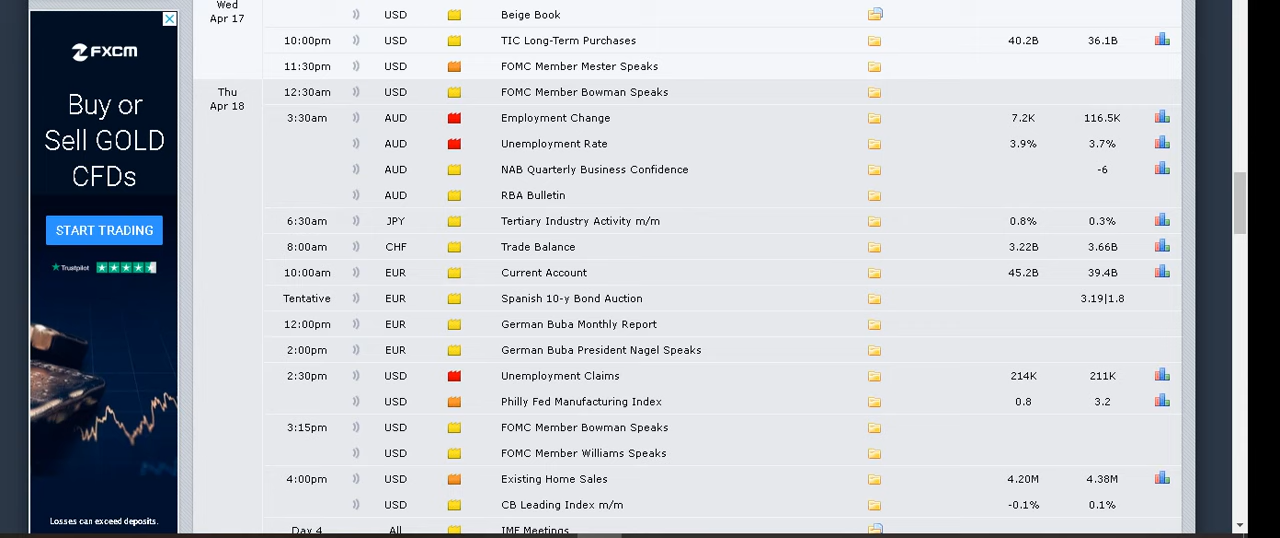 Wed
Apr 17
USD Beige Book
10:00pm USD TIC Long-Term Purchases 40.2B 36.1B
11:30pm USD FOMC Member Mester Speaks
Thu
Apr 18
12:30am USD FOMC Member Bowman Speaks
3:30am AUD Employment Change 7.2K 116.5K
AUD Unemployment Rate 3.9% 3.7%
AUD NAB Quarterly Business Confidence -6
AUD RBA Bulletin
6:30am JPY Tertiary Industry Activity m/m 0.8% 0.3%
8:00am CHF Trade Balance 3.22B 3.66B
10:00am EUR Current Account 45.2B 39.4B
Tentative EUR Spanish 10-y Bond Auction 3.19|1.8
12:00pm EUR German Buba Monthly Report
2:00pm EUR German Buba President Nagel Speaks
2:30pm USD Unemployment Claims 214K 211K
USD Philly Fed Manufacturing Index 0.8 3.2
3:15pm USD FOMC Member Bowman Speaks
USD FOMC Member Williams Speaks
4:00pm USD Existing Home Sales 4.20M 4.38M
USD CB Leading Index m/m -0.1% 0.1%
Day 4 All IMF Meetings
FXCM
Buy or
Sell GOLD
CFDs
START TRADING
Trustpilot
Losses can exceed deposits.